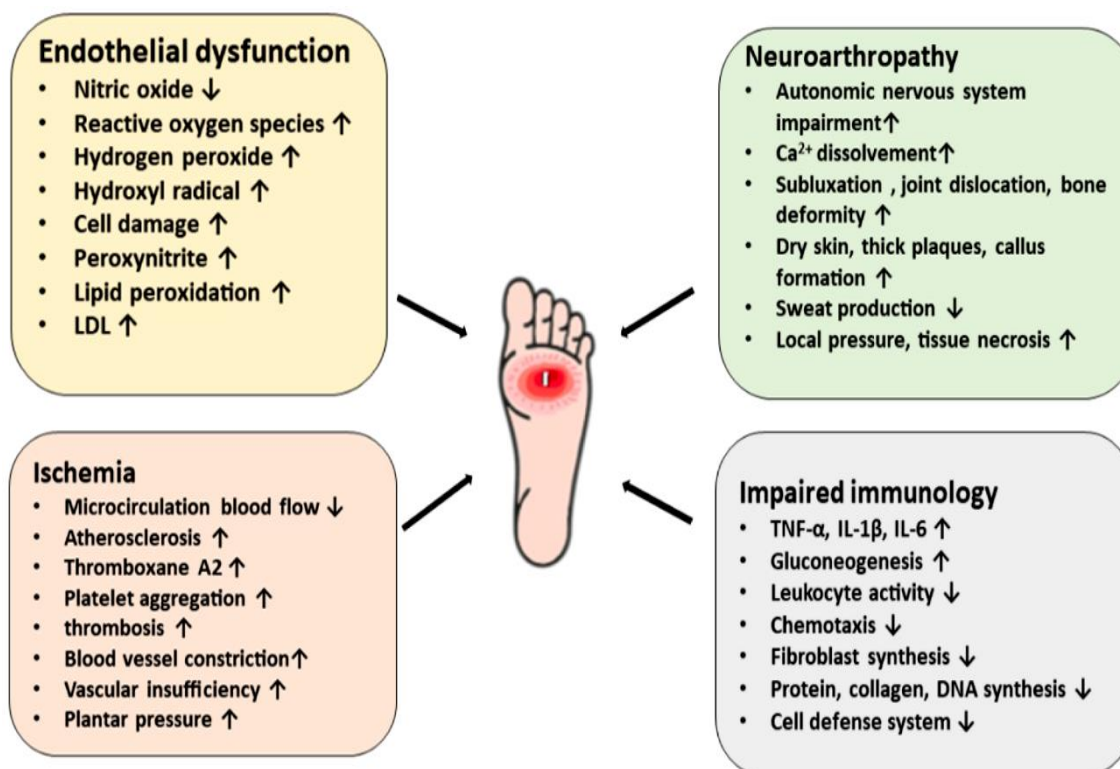 Endothelial dysfunction
• Nitric oxide ↓
• Reactive oxygen species ↑
• Hydrogen peroxide ↑
• Hydroxyl radical ↑
• Cell damage ↑
• Peroxynitrite ↑
• Lipid peroxidation ↑
• LDL ↑
Neuroarthropathy
• Autonomic nervous system
impairment↑
• Ca²⁺ dissolvement↑
• Subluxation , joint dislocation, bone
deformity ↑
• Dry skin, thick plaques, callus
formation ↑
• Sweat production ↓
• Local pressure, tissue necrosis ↑
Ischemia
• Microcirculation blood flow ↓
• Atherosclerosis ↑
• Thromboxane A2 ↑
• Platelet aggregation ↑
• thrombosis ↑
• Blood vessel constriction↑
• Vascular insufficiency ↑
• Plantar pressure ↑
Impaired immunology
• TNF-α, IL-1β, IL-6 ↑
• Gluconeogenesis ↑
• Leukocyte activity ↓
• Chemotaxis ↓
• Fibroblast synthesis ↓
• Protein, collagen, DNA synthesis ↓
• Cell defense system ↓